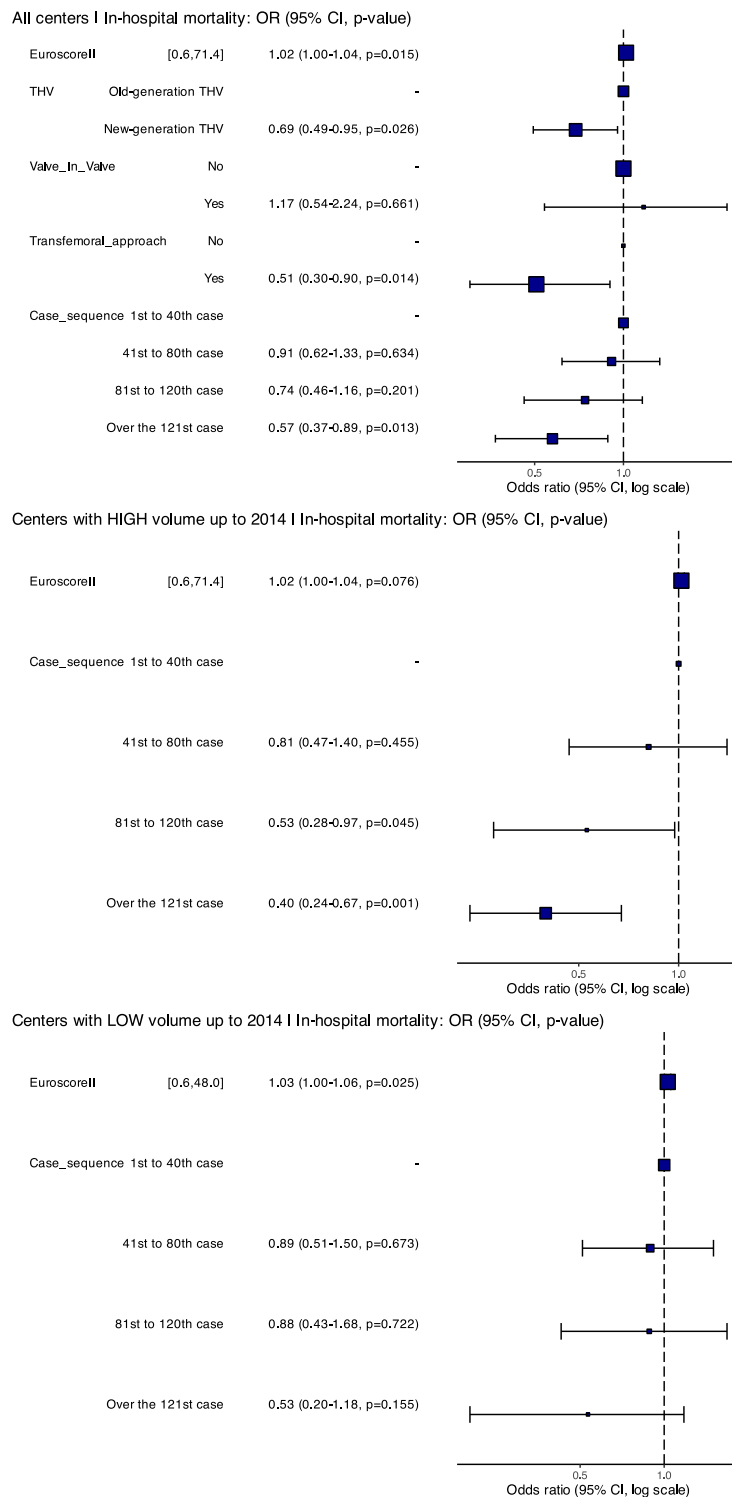 All centers I In-hospital mortality: OR (95% CI, p-value)
EuroscoreII [0.6,71.4] 1.02 (1.00-1.04, p=0.015)
THV Old-generation THV -
New-generation THV 0.69 (0.49-0.95, p=0.026)
Valve_In_Valve No -
Yes 1.17 (0.54-2.24, p=0.661)
Transfemoral_approach No -
Yes 0.51 (0.30-0.90, p=0.014)
Case_sequence 1st to 40th case -
41st to 80th case 0.91 (0.62-1.33, p=0.634)
81st to 120th case 0.74 (0.46-1.16, p=0.201)
Over the 121st case 0.57 (0.37-0.89, p=0.013)
0.5 1.0
Odds ratio (95% CI, log scale)
Centers with HIGH volume up to 2014 I In-hospital mortality: OR (95% CI, p-value)
EuroscoreII [0.6,71.4] 1.02 (1.00-1.04, p=0.076)
Case_sequence 1st to 40th case -
41st to 80th case 0.81 (0.47-1.40, p=0.455)
81st to 120th case 0.53 (0.28-0.97, p=0.045)
Over the 121st case 0.40 (0.24-0.67, p=0.001)
0.5 1.0
Odds ratio (95% CI, log scale)
Centers with LOW volume up to 2014 I In-hospital mortality: OR (95% CI, p-value)
EuroscoreII [0.6,48.0] 1.03 (1.00-1.06, p=0.025)
Case_sequence 1st to 40th case -
41st to 80th case 0.89 (0.51-1.50, p=0.673)
81st to 120th case 0.88 (0.43-1.68, p=0.722)
Over the 121st case 0.53 (0.20-1.18, p=0.155)
0.5 1.0
Odds ratio (95% CI, log scale)